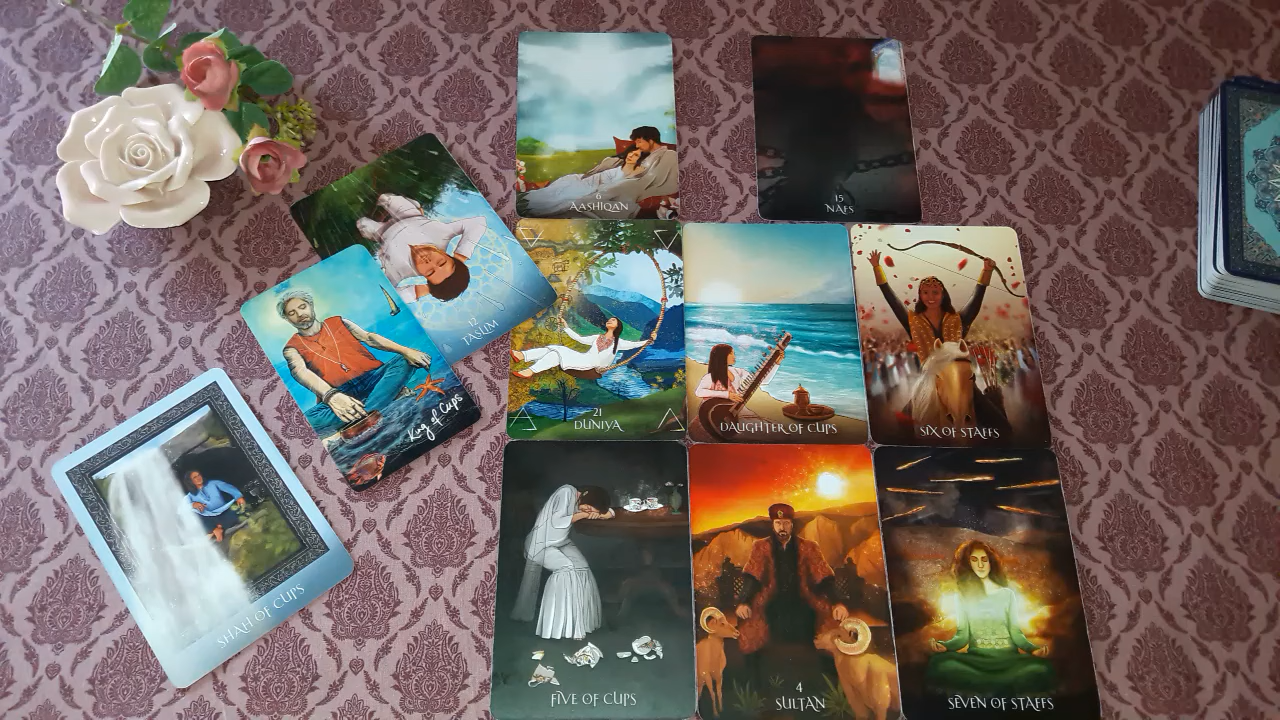 6
AASHIQAN
15
NAFS
12
TASLIM
King of Cups
21
DUNIYA
DAUGHTER OF CUPS
SIX OF STAFFS
SHAH OF CUPS
FIVE OF CUPS
4
SULTAN
SEVEN OF STAFFS